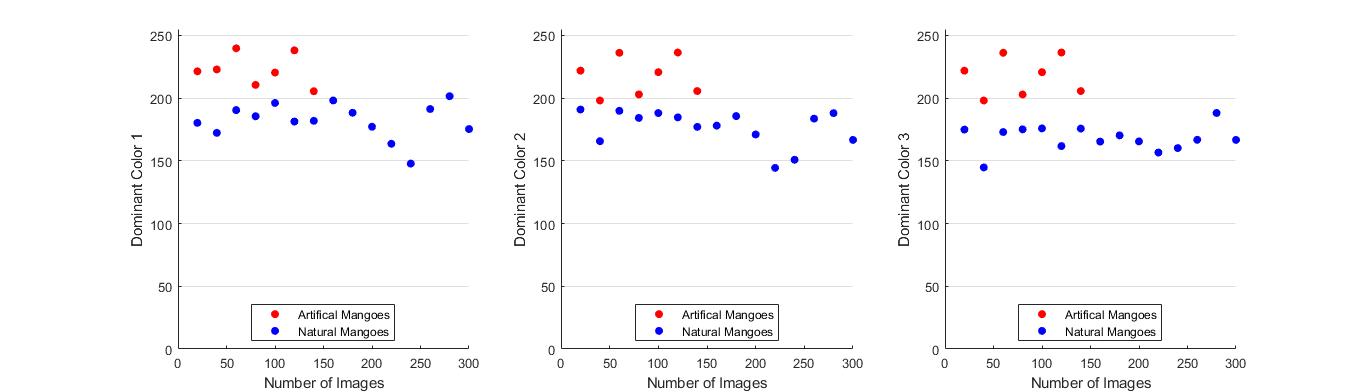 250
200
150
100
50
0
Dominant Color 1
Artifical Mangoes
Natural Mangoes
0 50 100 150 200 250 300
Number of Images
250
200
150
100
50
0
Dominant Color 2
Artifical Mangoes
Natural Mangoes
0 50 100 150 200 250 300
Number of Images
250
200
150
100
50
0
Dominant Color 3
Artifical Mangoes
Natural Mangoes
0 50 100 150 200 250 300
Number of Images